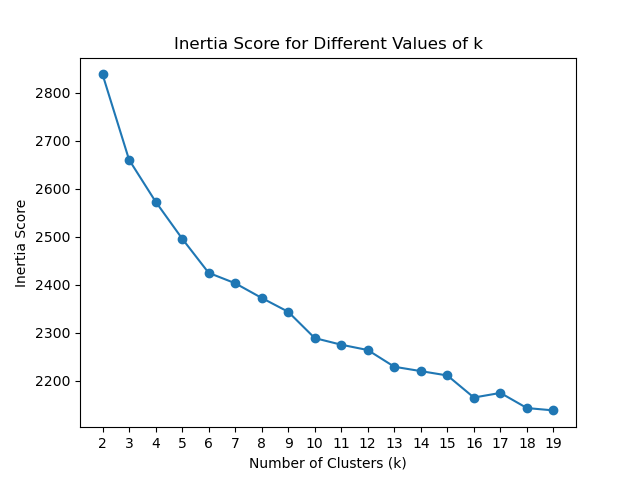 Inertia Score for Different Values of k
2800
2700
2600
2500
2400
2300
2200
Inertia Score
2 3 4 5 6 7 8 9 10 11 12 13 14 15 16 17 18 19
Number of Clusters (k)